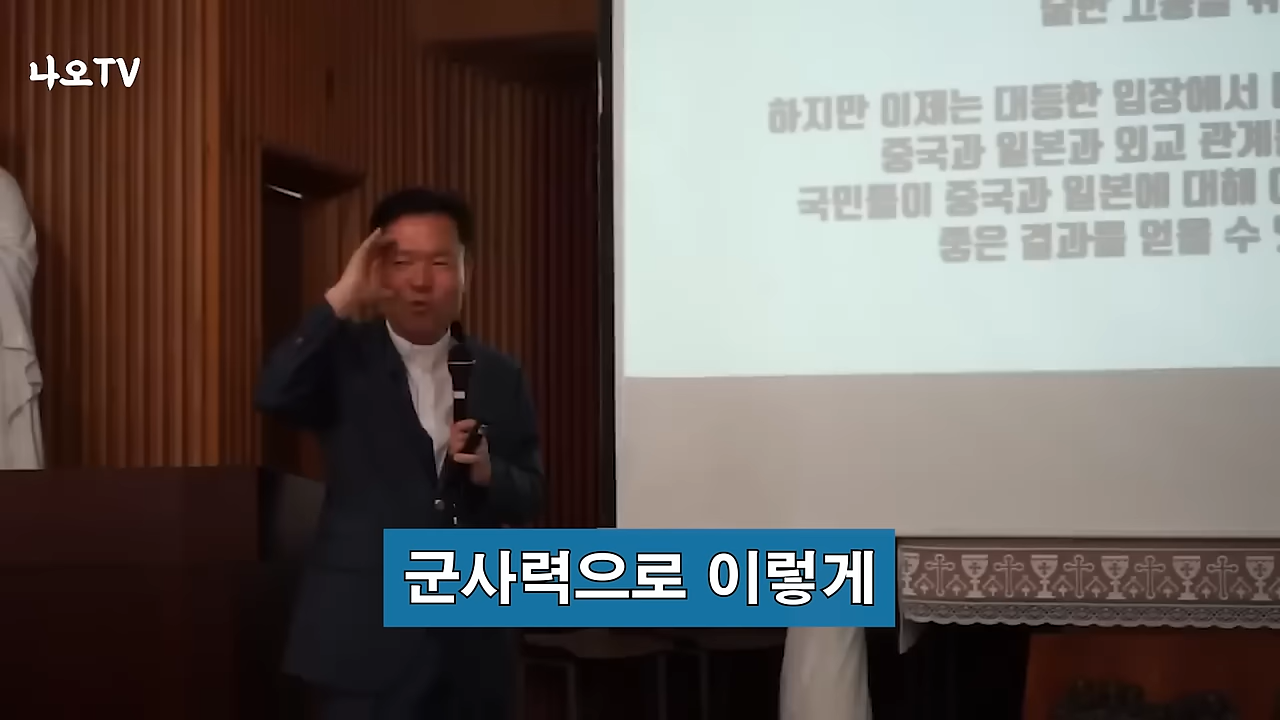 나오TV
하지만 이제는 대등한 입장에서
중국과 일본과 외교
국민들이 중국과 일본에 대해
좋은 결과를 얻을 수
군사력으로 이렇게